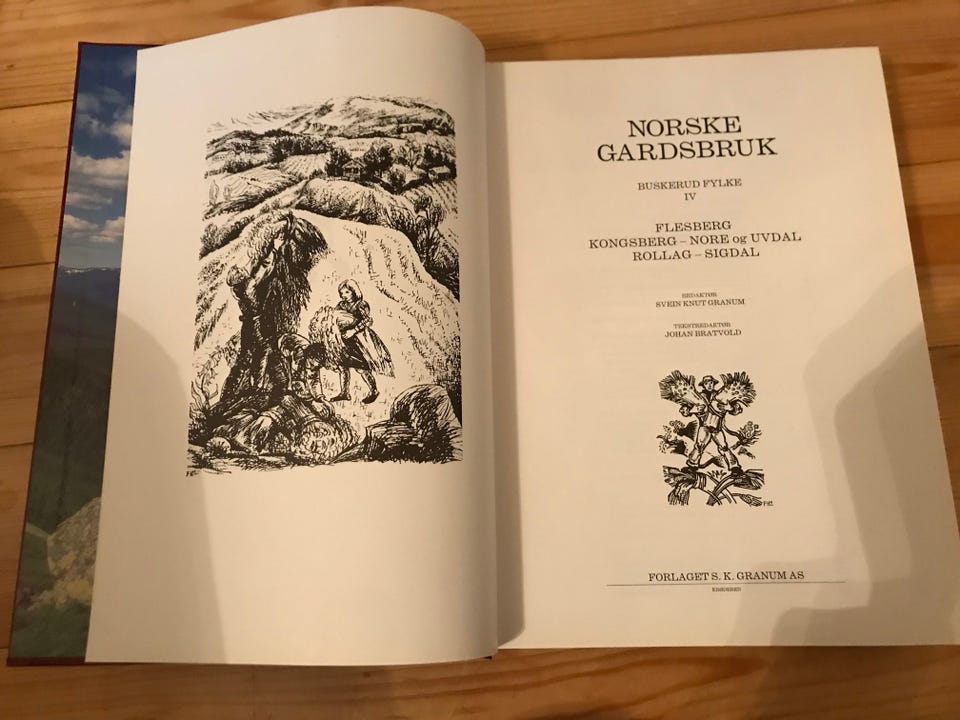 NORSKE
GARDSBRUK
BUSKERUD FYLKE
IV
FLESBERG
KONGSBERG – NORE og UVDAL
ROLLAG – SIGDAL
REDAKTØR
SVEIN KNUT GRANUM
TEKSTREDAKTØR
JOHAN BRATVOLD
FORLAGET S. K. GRANUM AS